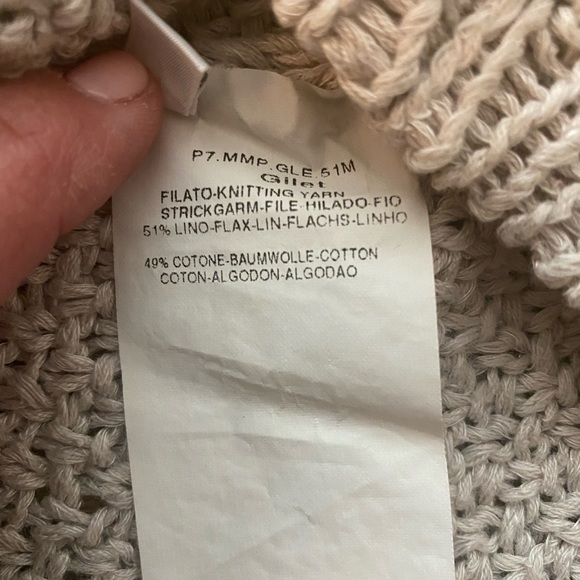 P7.MMP.GLE.51M
Gilet
FILATO-KNITTING YARN
STRICKGARM-FILE-HILADO-FIO
51% LINO-FLAX-LIN-FLACHS-LINHO
49% COTONE-BAUMWOLLE-COTTON
COTON-ALGODON-ALGODAO